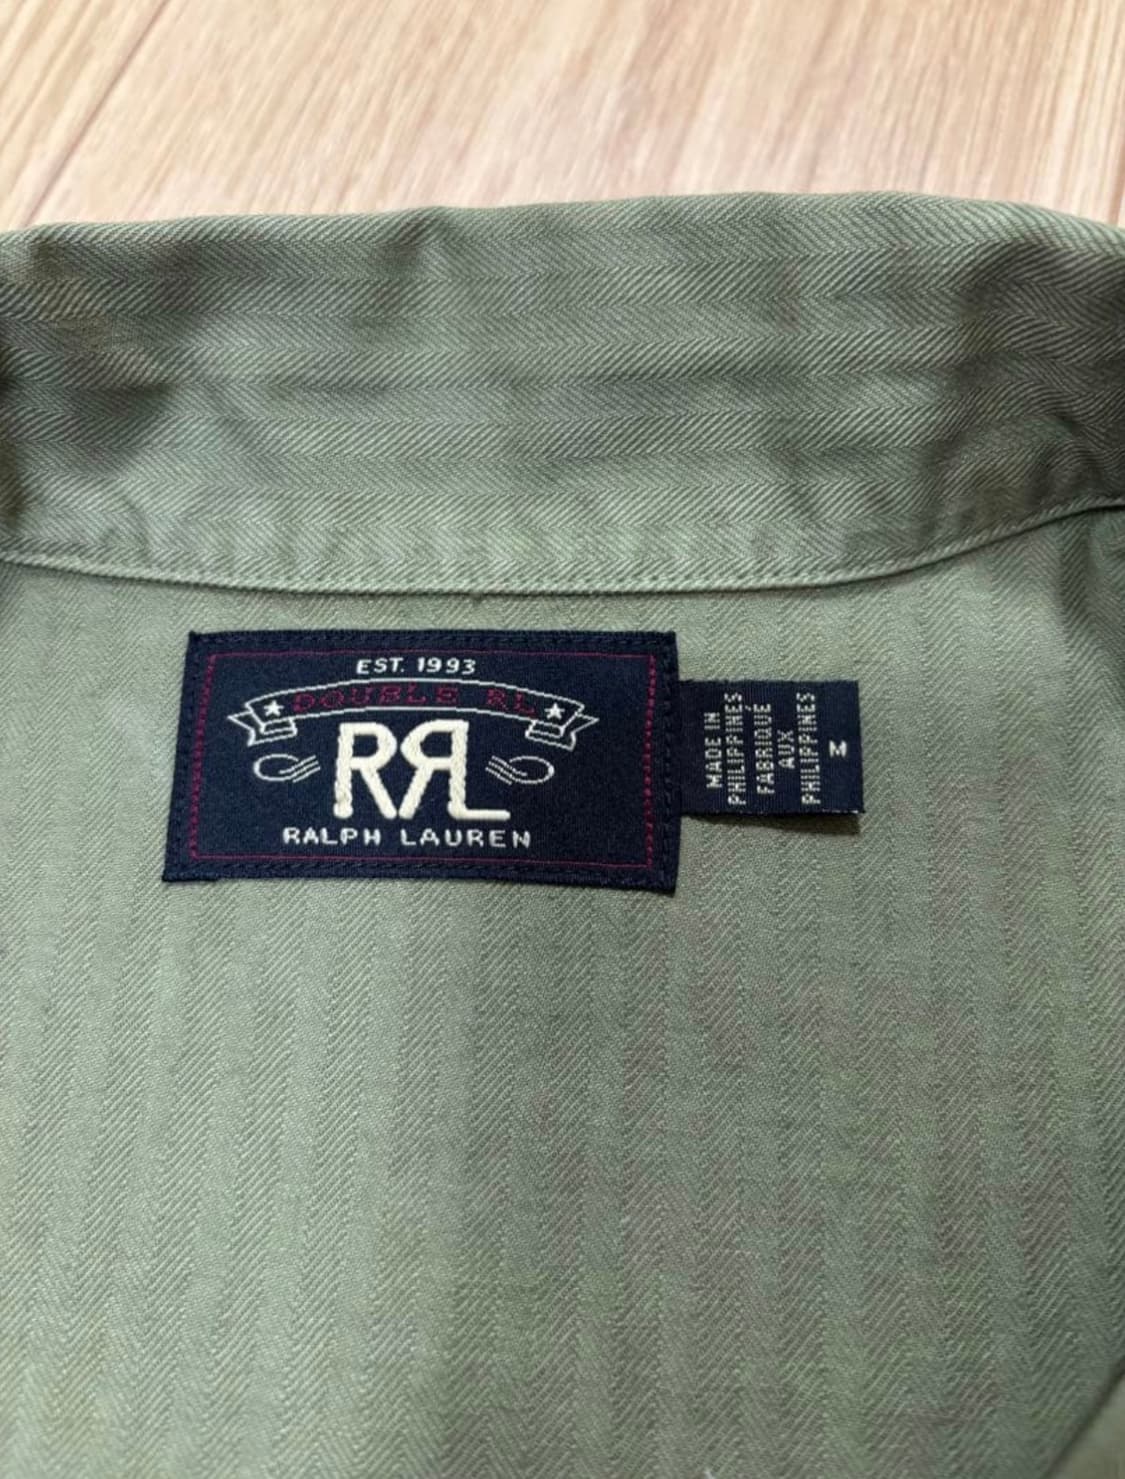 EST. 1993
DOUBLE RL
RRL
RALPH LAUREN
MADE IN
PHILIPPINES
FABRIQUÉ
AUX
PHILIPPINES
M